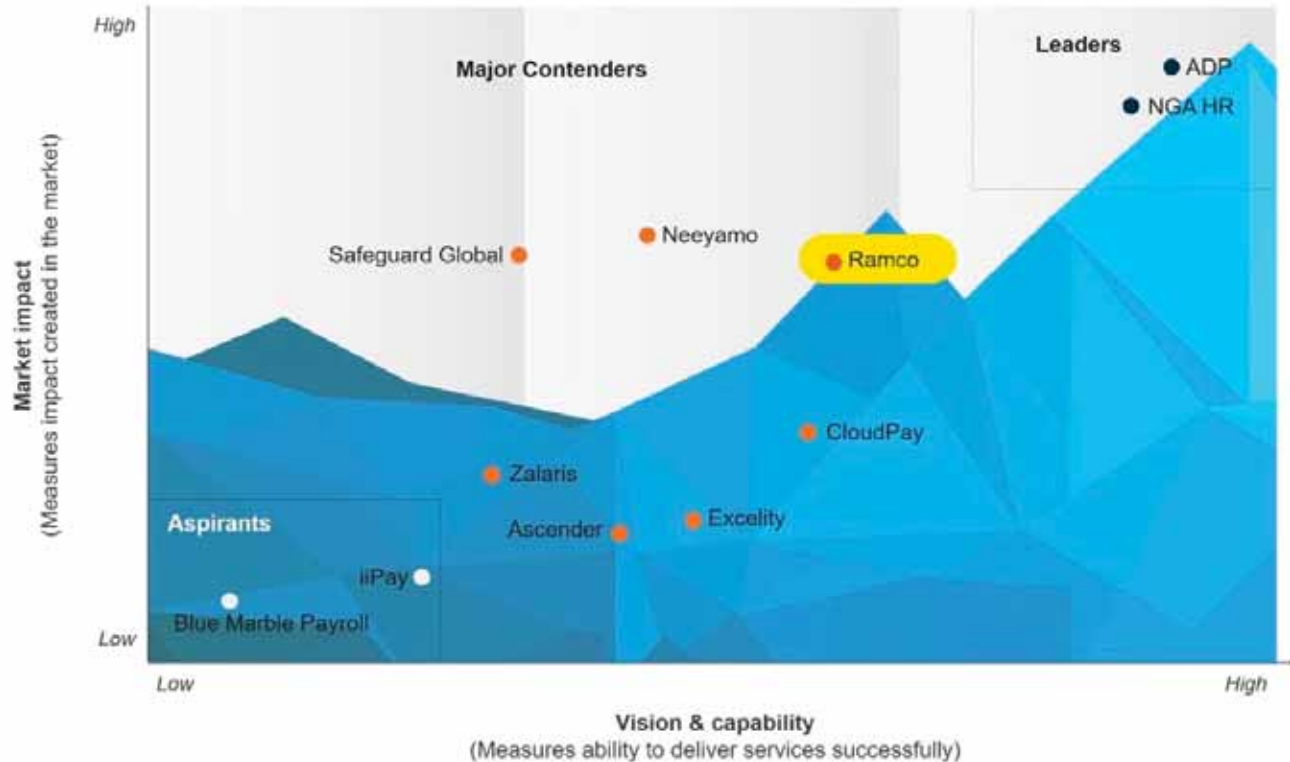 High
Leaders
Major Contenders
ADP
NGA HR
Market impact
(Measures impact created in the market)
Neeyamo
Safeguard Global
Ramco
CloudPay
Zalaris
Aspirants
Ascender
Excelity
iiPay
Blue Marble Payroll
Low
Low
High
Vision & capability
(Measures ability to deliver services successfully)